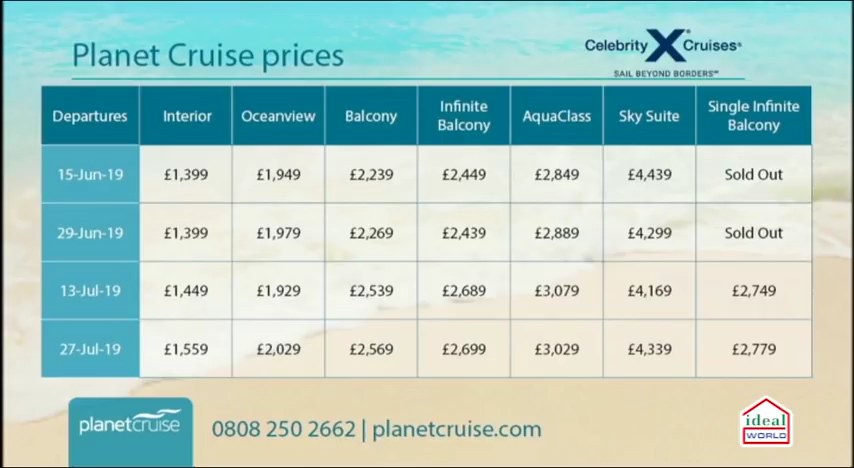 Planet Cruise prices
Celebrity X Cruises®
SAIL BEYOND BORDERS℠
Departures Interior Oceanview Balcony Infinite Balcony AquaClass Sky Suite Single Infinite Balcony
15-Jun-19 £1,399 £1,949 £2,239 £2,449 £2,849 £4,439 Sold Out
29-Jun-19 £1,399 £1,979 £2,269 £2,439 £2,889 £4,299 Sold Out
13-Jul-19 £1,449 £1,929 £2,539 £2,689 £3,079 £4,169 £2,749
27-Jul-19 £1,559 £2,029 £2,569 £2,699 £3,029 £4,339 £2,779
planetcruise
0808 250 2662 | planetcruise.com
ideal
WORLD